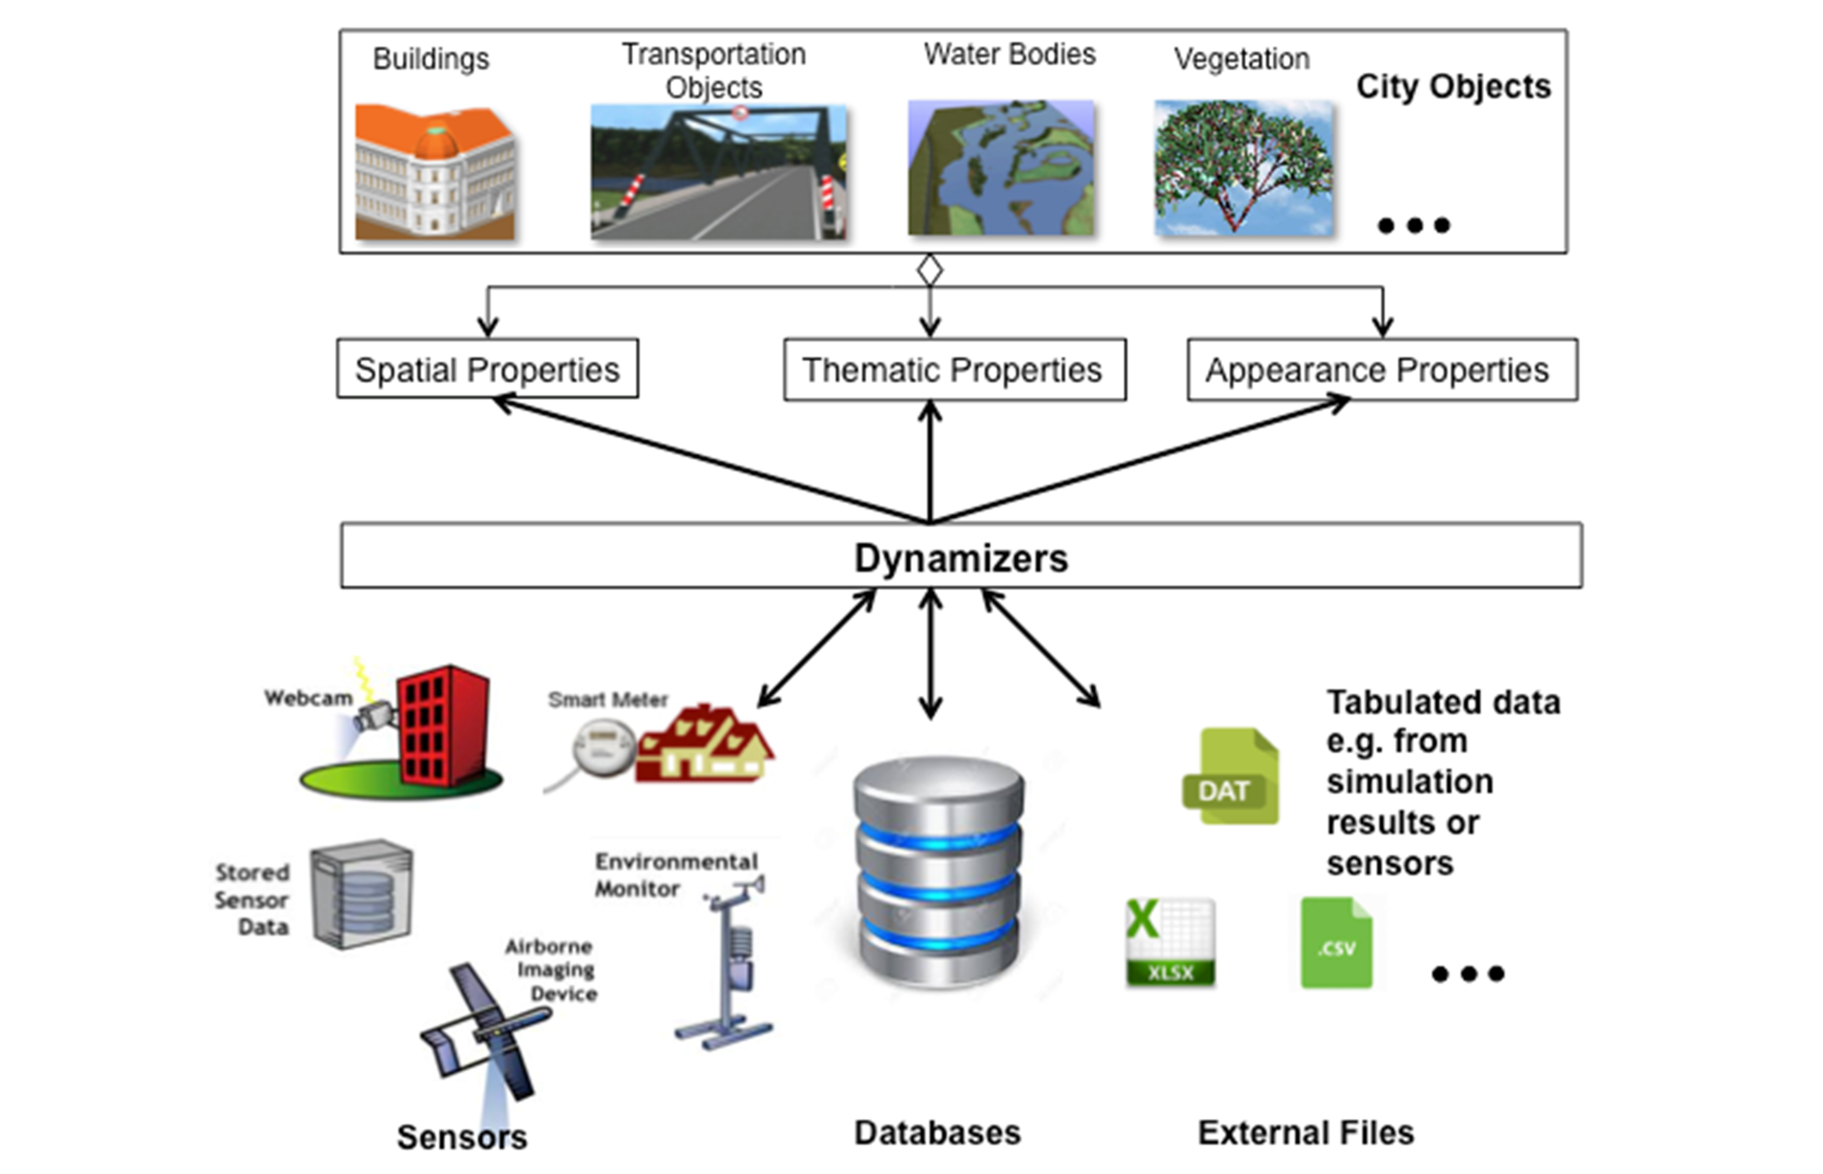 Buildings
Transportation
Objects
Water Bodies
Vegetation
City Objects
Spatial Properties
Thematic Properties
Appearance Properties
Dynamizers
Webcam
Smart Meter
Stored
Sensor
Data
Environmental
Monitor
Airborne
Imaging
Device
Sensors
Databases
DAT
Tabulated data
e.g. from
simulation
results or
sensors
XLSX
.CSV
External Files